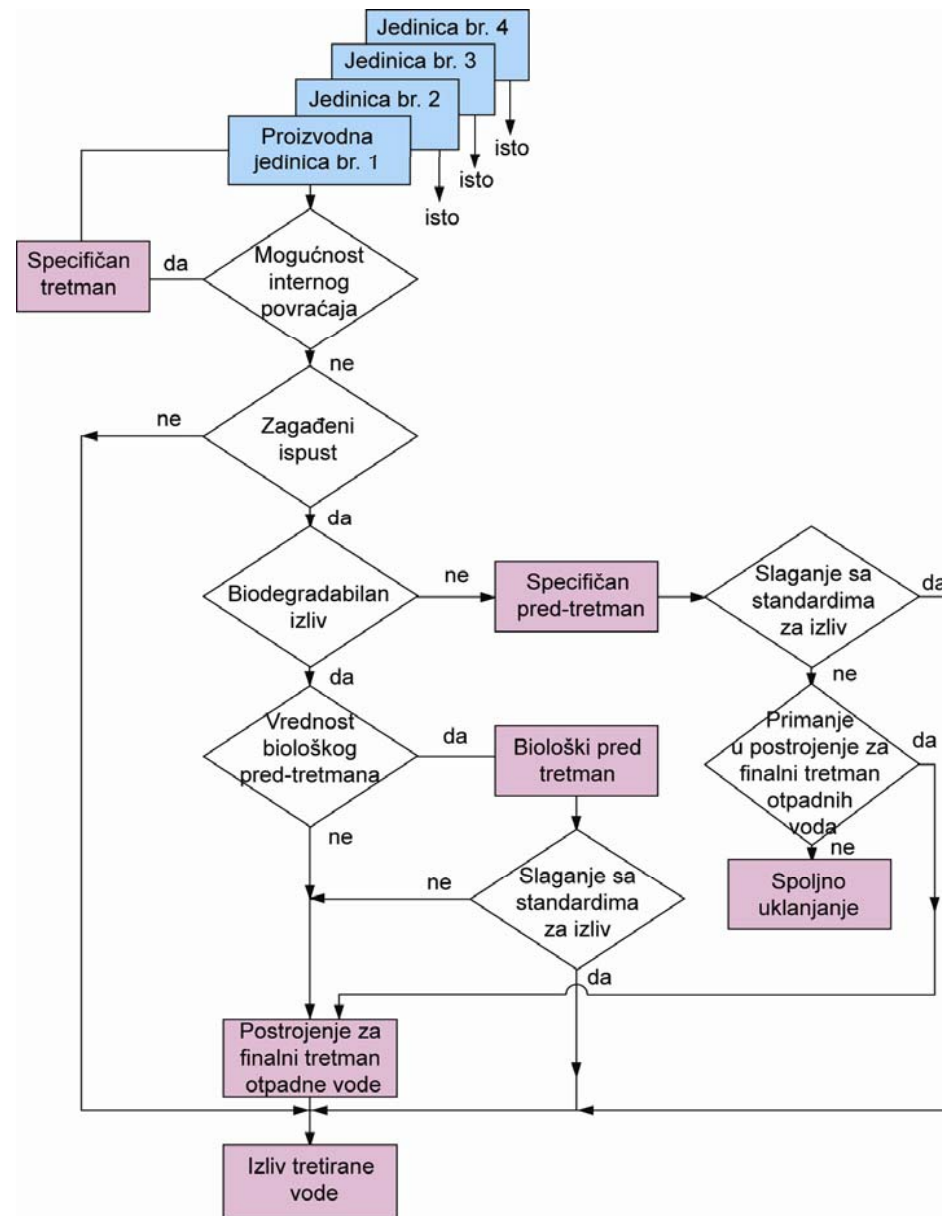 Jedinica br. 4
Jedinica br. 3
Jedinica br. 2
Proizvodna
jedinica br. 1
isto
isto
isto
Specifičan
tretman
da
Mogućnost
internog
povraćaja
ne
ne
Zagađeni
ispust
da
Biodegradabilan
izliv
ne
Specifičan
pred-tretman
Slaganje sa
standardima
za izliv
da
da
ne
Vrednost
biološkog
pred-tretmana
da
Biološki pred
tretman
Primanje
u postrojenje za
finalni tretman
otpadnih
voda
da
ne
ne
Spoljno
uklanjanje
ne
Slaganje sa
standardima
za izliv
da
Postrojenje za
finalni tretman
otpadne vode
Izliv tretirane
vode